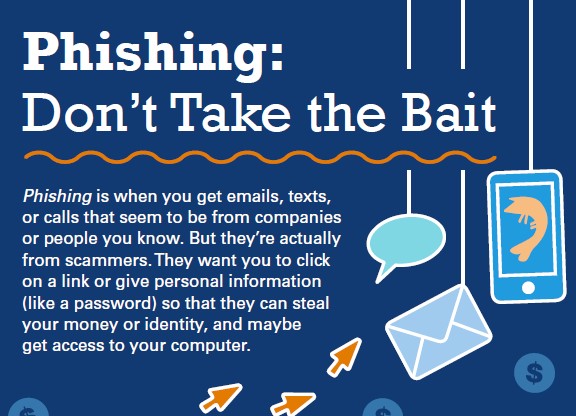 Phishing:
Don't Take the Bait
Phishing is when you get emails, texts,
or calls that seem to be from companies
or people you know. But they're actually
from scammers. They want you to click
on a link or give personal information
(like a password) so that they can steal
your money or identity, and maybe
get access to your computer.
$
$
$